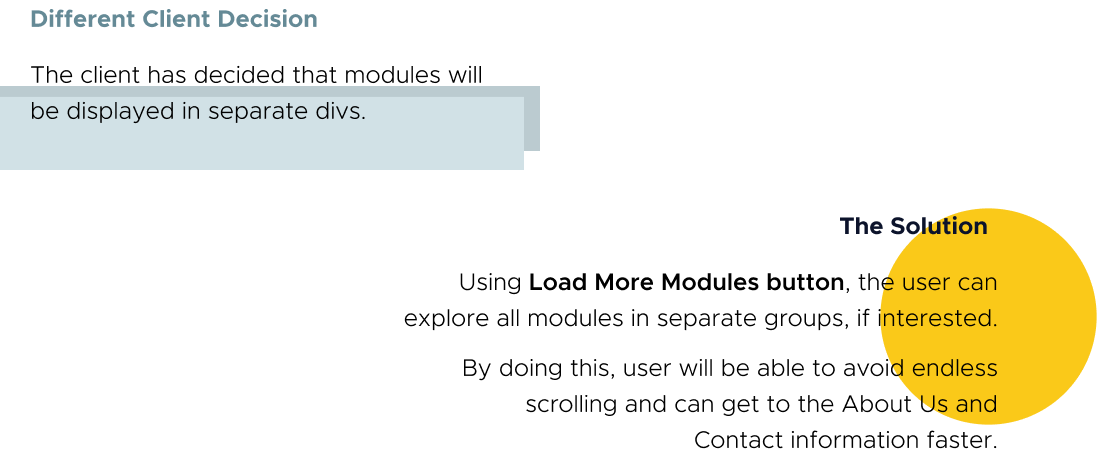 Different Client Decision
The client has decided that modules will
be displayed in separate divs.
The Solution
Using Load More Modules button, the user can
explore all modules in separate groups, if interested.
By doing this, user will be able to avoid endless
scrolling and can get to the About Us and
Contact information faster.